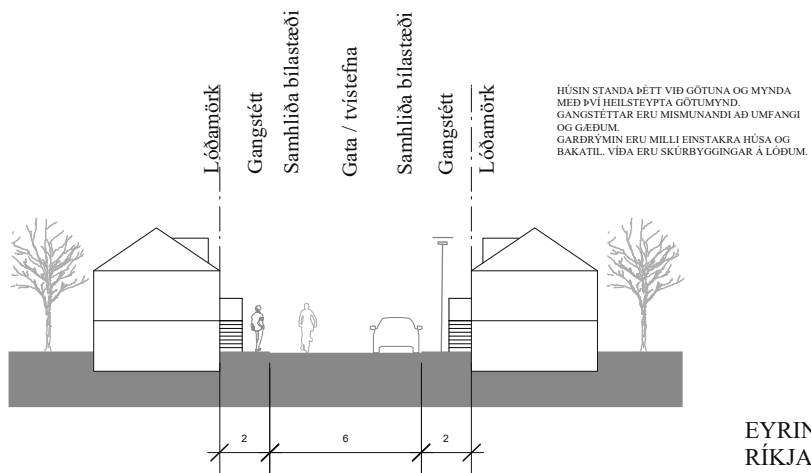 Lóðamörk
Gangstétt
Samhliða bílastæði
Gata / tvístefna
Samhliða bílastæði
Gangstétt
Lóðamörk
HÚSIN STANDA ÞÉTT VIÐ GÖTUNA OG MYNDA
MEÐ ÞVÍ HEILSTEYPTA GÖTUMYND.
GANGSTÉTTAR ERU MISMUNANDI AÐ UMFANGI
OG GÆÐUM.
GARÐRÝMIN ERU MILLI EINSTAKRA HÚSA OG
BAKATIL. VÍÐA ERU SKÚRBYGGINGAR Á LÓÐUM.
2
6
2